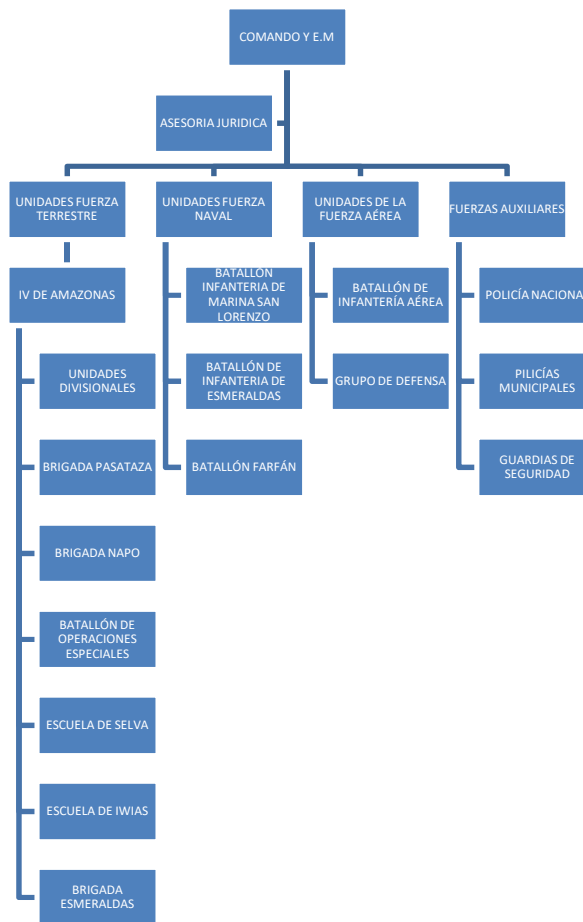 COMANDO Y E.M
ASESORIA JURIDICA
UNIDADES FUERZA
TERRESTRE
UNIDADES FUERZA
NAVAL
UNIDADES DE LA
FUERZA AÉREA
FUERZAS AUXILIARES
IV DE AMAZONAS
BATALLÓN
INFANTERIA DE
MARINA SAN
LORENZO
BATALLÓN DE
INFANTERÍA AÉREA
POLICÍA NACIONA
UNIDADES
DIVISIONALES
BATALLÓN DE
INFANTERIA DE
ESMERALDAS
GRUPO DE DEFENSA
PILICÍAS
MUNICIPALES
BRIGADA PASATAZA
BATALLÓN FARFÁN
GUARDIAS DE
SEGURIDAD
BRIGADA NAPO
BATALLÓN DE
OPERACIONES
ESPECIALES
ESCUELA DE SELVA
ESCUELA DE IWIAS
BRIGADA
ESMERALDAS